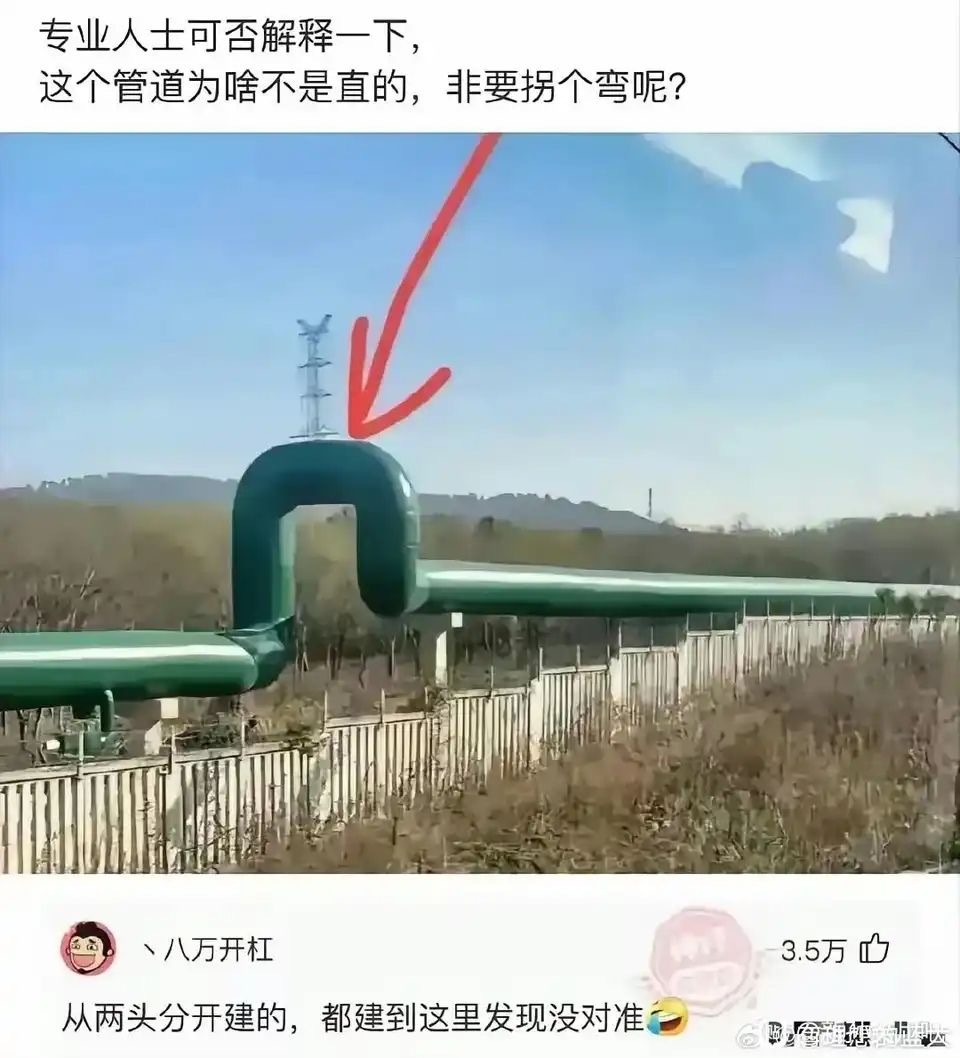 专业人士可否解释一下，
这个管道为啥不是直的，非要拐个弯呢？
丶八万开杠
3.5万
从两头分开建的，都建到这里发现没对准🤣